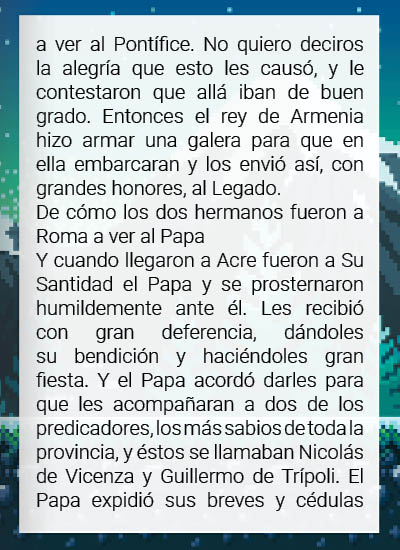 a ver al Pontífice. No quiero deciros
la alegría que esto les causó, y le
contestaron que allá iban de buen
grado. Entonces el rey de Armenia
hizo armar una galera para que en
ella embarcaran y los envió así, con
grandes honores, al Legado.
De cómo los dos hermanos fueron a
Roma a ver al Papa
Y cuando llegaron a Acre fueron a Su
Santidad el Papa y se prosternaron
humildemente ante él. Les recibió
con gran deferencia, dándoles
su bendición y haciéndoles gran
fiesta. Y el Papa acordó darles para
que les acompañaran a dos de los
predicadores, los más sabios de toda la
provincia, y éstos se llamaban Nicolás
de Vicenza y Guillermo de Trípoli. El
Papa expidió sus breves y cédulas